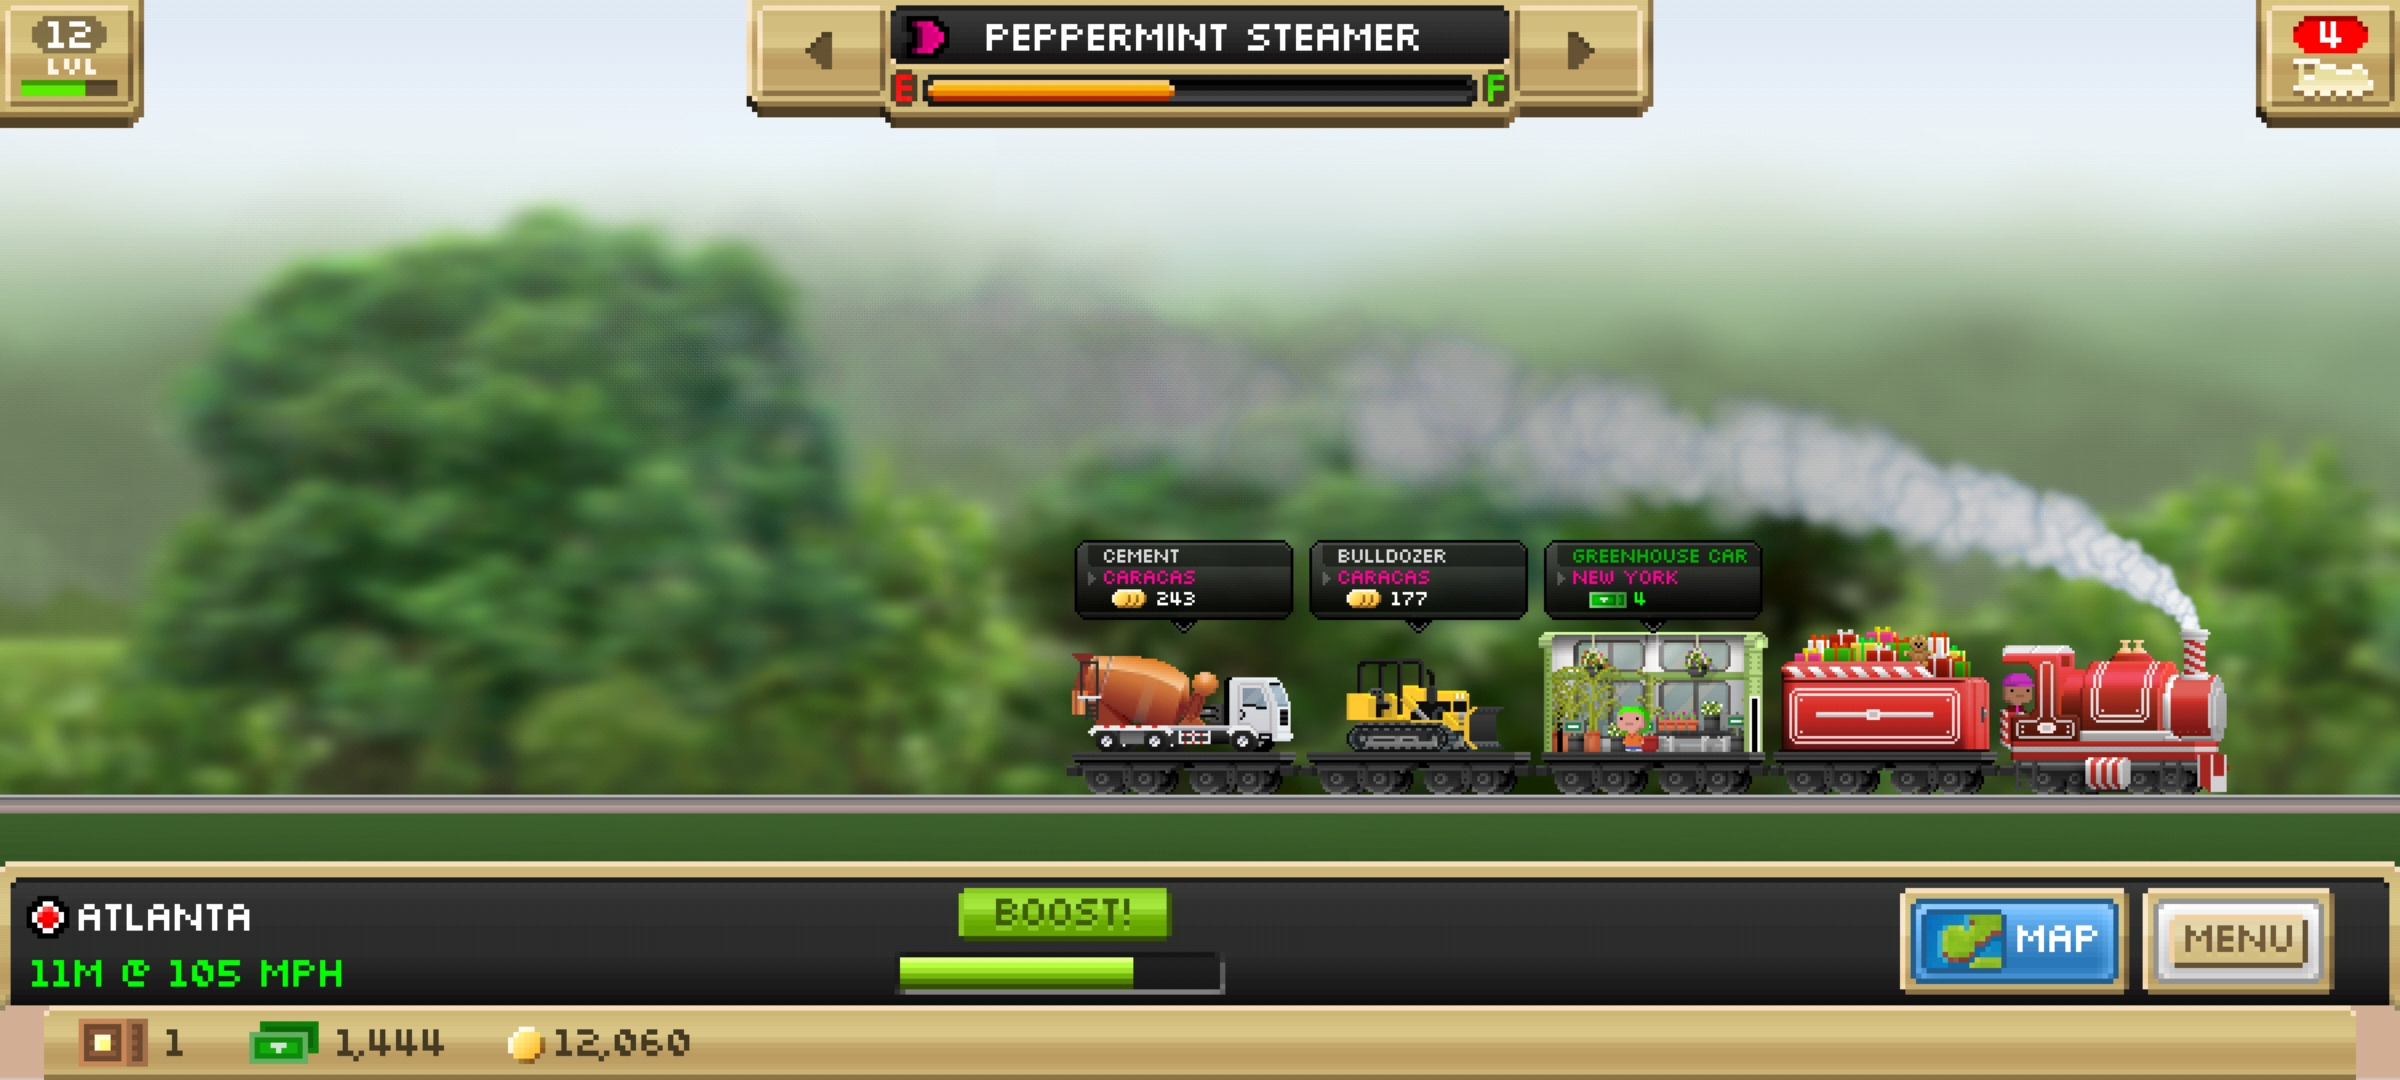 12
LVL
PEPPERMINT STEAMER
E F
4
CEMENT
CARACAS
243
BULLDOZER
CARACAS
177
GREENHOUSE CAR
NEW YORK
4
ATLANTA
11M @ 105 MPH
BOOST!
MAP
MENU
1 1,444 12,060